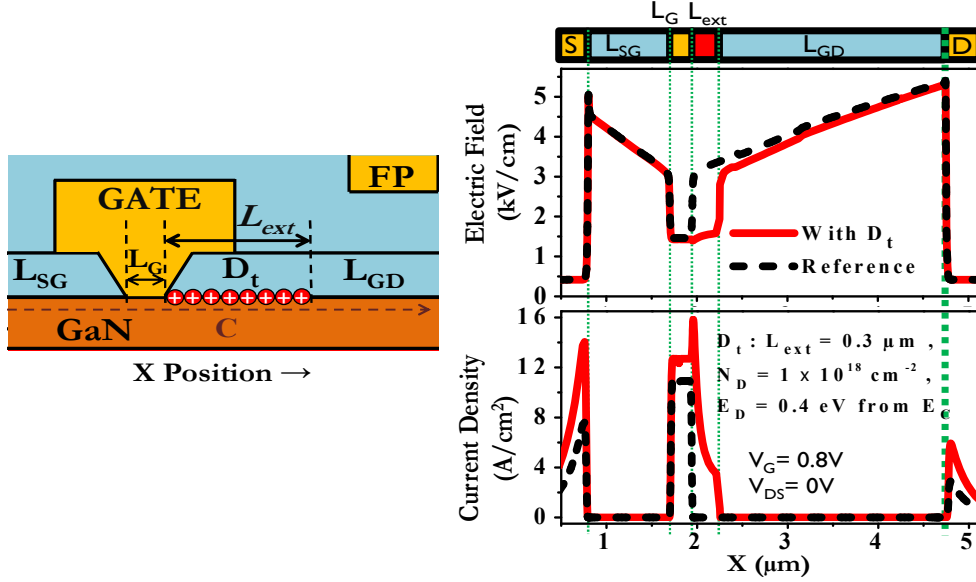 GATE
FP
L_ext
L_G
L_SG
D_t
L_GD
GaN
C
X Position →
L_G L_ext
S L_SG L_GD D
Electric Field
(kV/cm)
5
4
3
2
1
0
With D_t
Reference
Current Density
(A/cm²)
16
12
8
4
0
D_t : L_ext = 0.3 µm ,
N_D = 1 × 10^18 cm^-2 ,
E_D = 0.4 eV from E_C
V_G= 0.8V
V_DS= 0V
1 2 3 4 5
X (µm)